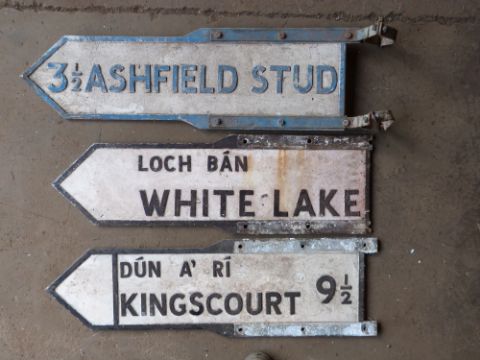 3½ ASHFIELD STUD
LOCH BÁN
WHITE LAKE
DÚN A' RÍ
KINGSCOURT 9½